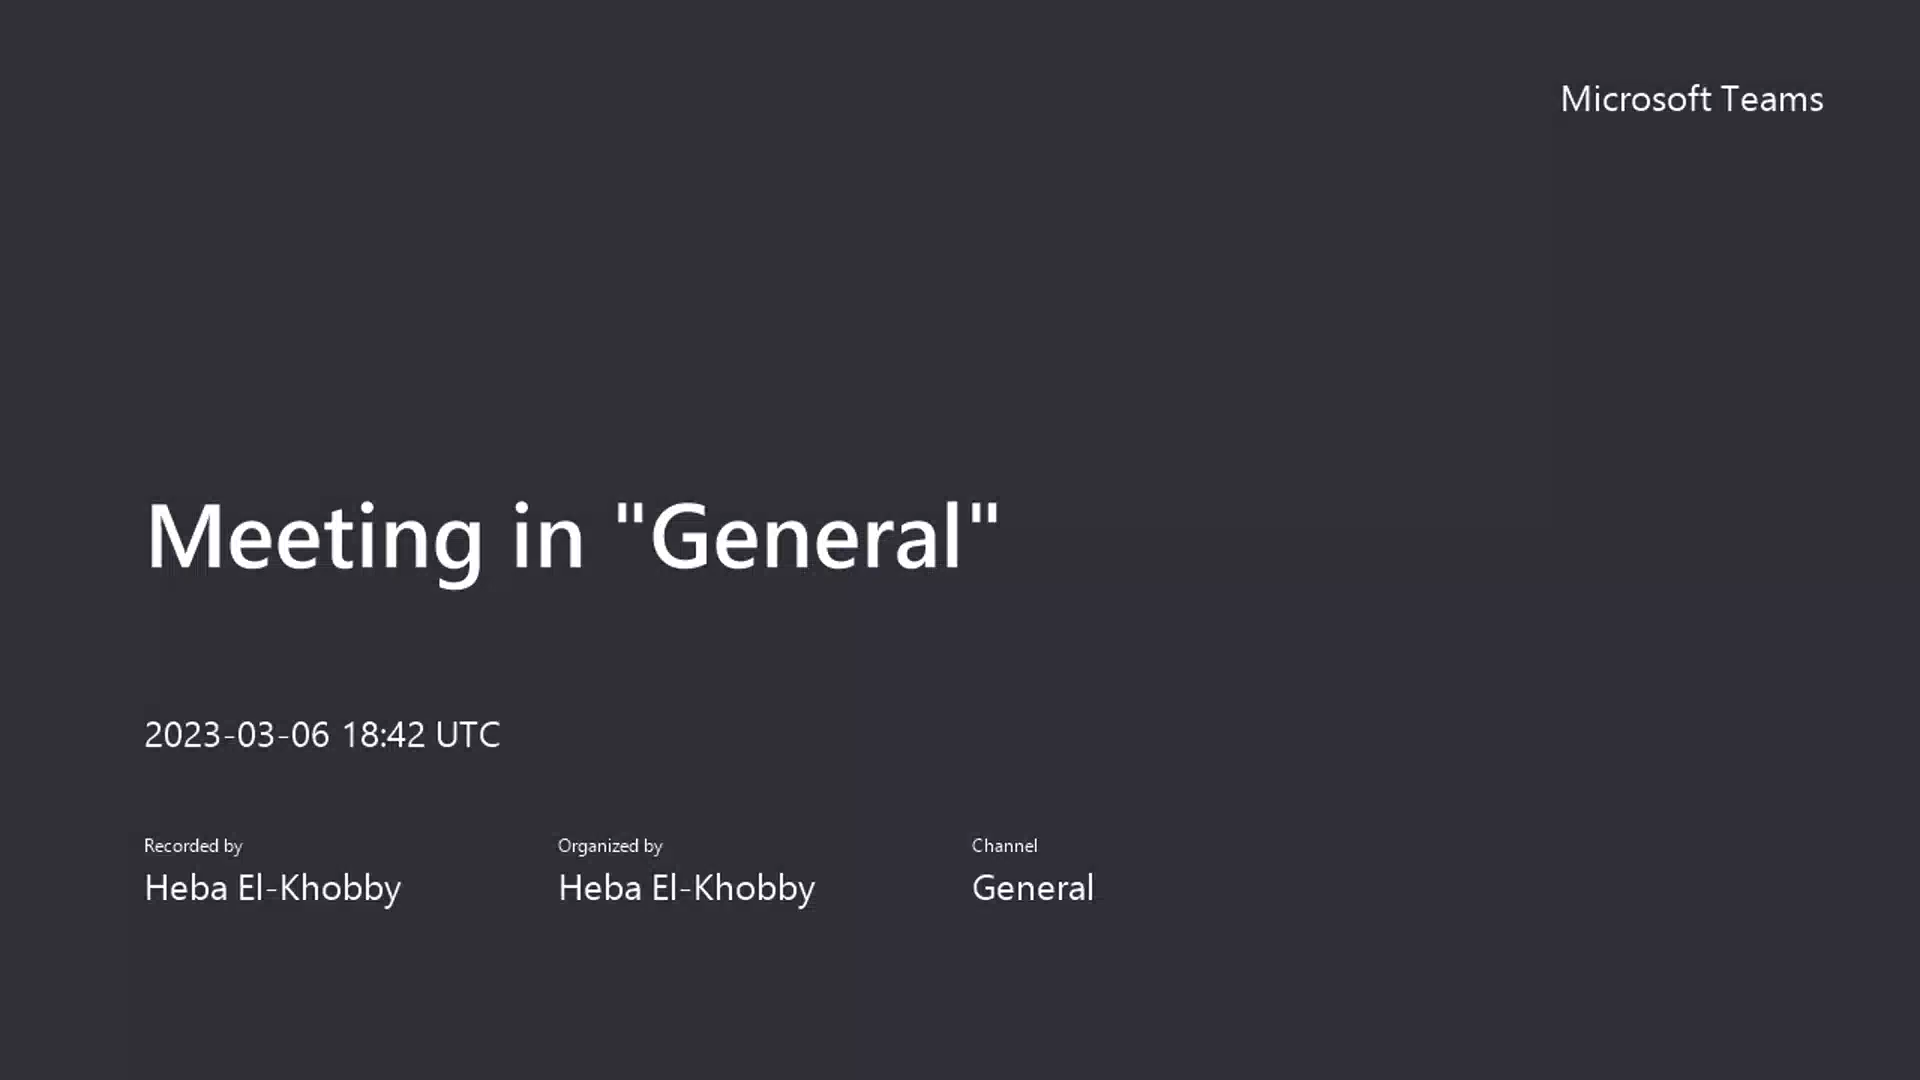 Microsoft Teams
Meeting in "General"
2023-03-06 18:42 UTC
Recorded by
Heba El-Khobby
Organized by
Heba El-Khobby
Channel
General